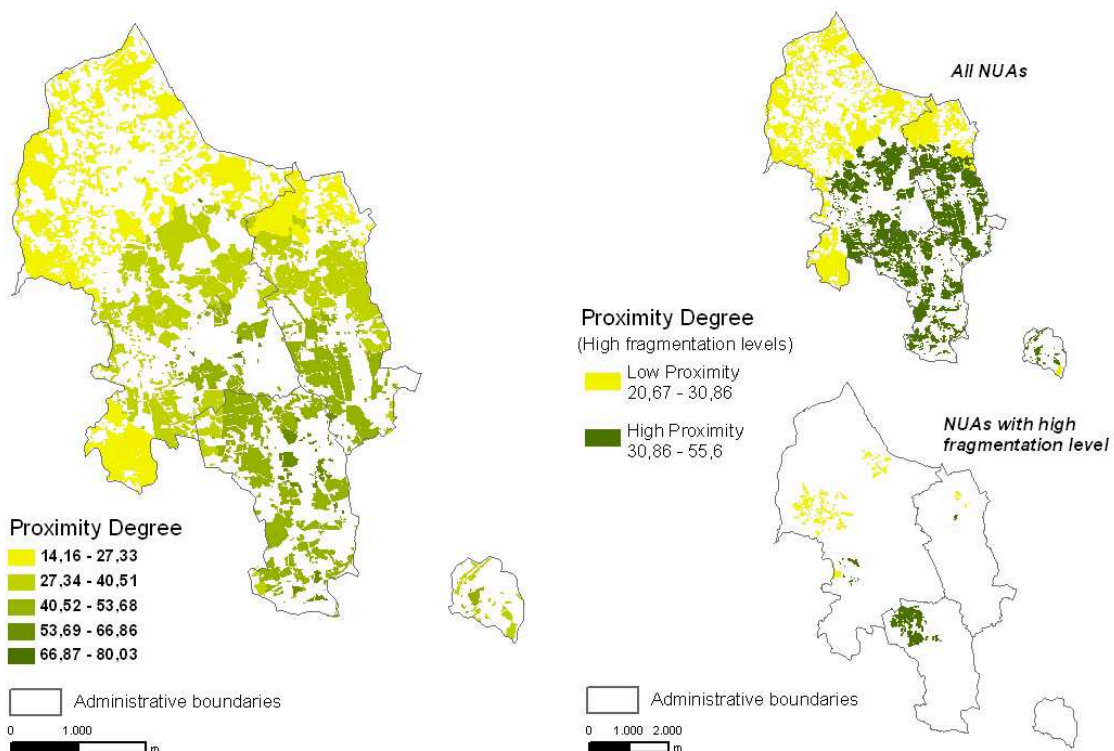 Proximity Degree
14,16 - 27,33
27,34 - 40,51
40,52 - 53,68
53,69 - 66,86
66,87 - 80,03
Administrative boundaries
0 1.000
m
All NUAs
Proximity Degree
(High fragmentation levels)
Low Proximity
20,67 - 30,86
High Proximity
30,86 - 55,6
NUAs with high
fragmentation level
Administrative boundaries
0 1.000 2.000
m